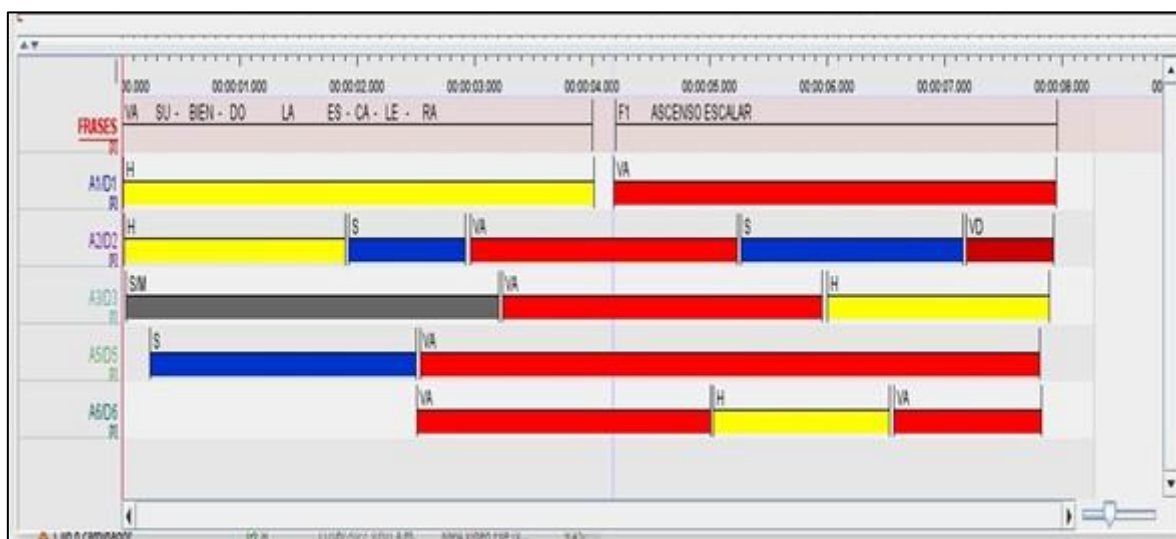 00.000 00:00:01.000 00:00:02.000 00:00:03.000 00:00:04.000 00:00:05.000 00:00:06.000 00:00:07.000 00:00:08.000
VA SU - BIEN - DO LA ES - CA - LE - RA F1 ASCENSO ESCALAR
FRASES
H VA
A1/D1
H S VA S VD
A2/D2
S/M VA H
A3/D3
S VA
A5/D5
VA H VA
A6/D6